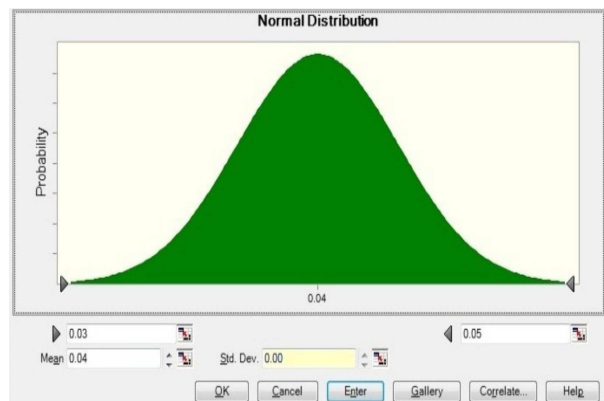 Normal Distribution
Probability
0.04
0.03
0.05
Mean 0.04
Std. Dev. 0.00
OK Cancel Enter Gallery Correlate... Help